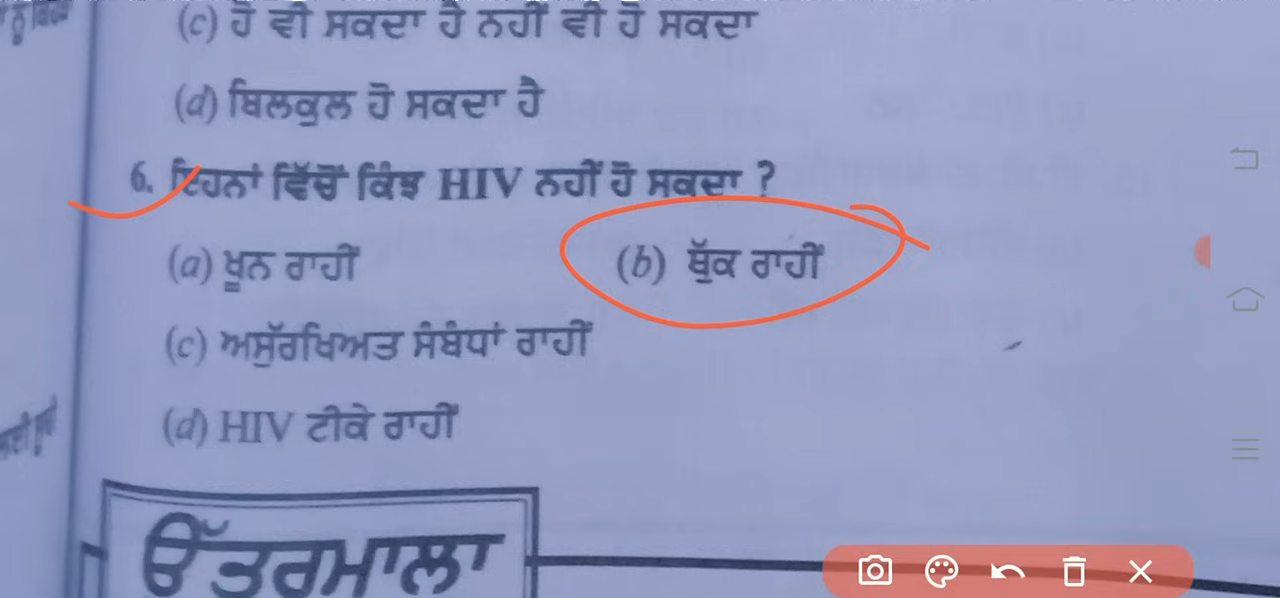 (c) ਹੋ ਵੀ ਸਕਦਾ ਹੈ ਨਹੀਂ ਵੀ ਹੋ ਸਕਦਾ
(d) ਬਿਲਕੁਲ ਹੋ ਸਕਦਾ ਹੈ
6. ਇਹਨਾਂ ਵਿੱਚੋਂ ਕਿੰਝ HIV ਨਹੀਂ ਹੋ ਸਕਦਾ ?
(a) ਖੂਨ ਰਾਹੀਂ (b) ਥੁੱਕ ਰਾਹੀਂ
(c) ਅਸੁੱਰਖਿਅਤ ਸੰਬੰਧਾਂ ਰਾਹੀਂ
(d) HIV ਟੀਕੇ ਰਾਹੀਂ
ਉੱਤਰਮਾਲਾ